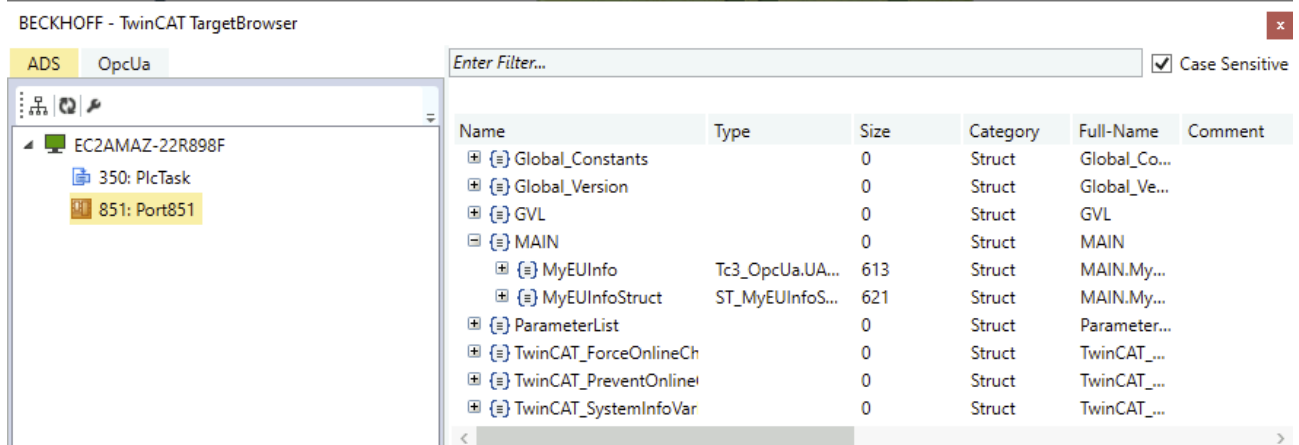 BECKHOFF - TwinCAT TargetBrowser
x
ADS OpcUa
Enter Filter...
Case Sensitive
EC2AMAZ-22R898F
350: PlcTask
851: Port851
Name Type Size Category Full-Name Comment
Global_Constants 0 Struct Global_Co...
Global_Version 0 Struct Global_Ve...
GVL 0 Struct GVL
MAIN 0 Struct MAIN
MyEUInfo Tc3_OpcUa.UA... 613 Struct MAIN.My...
MyEUInfoStruct ST_MyEUInfoS... 621 Struct MAIN.My...
ParameterList 0 Struct Parameter...
TwinCAT_ForceOnlineCh 0 Struct TwinCAT_...
TwinCAT_PreventOnline 0 Struct TwinCAT_...
TwinCAT_SystemInfoVar 0 Struct TwinCAT_...